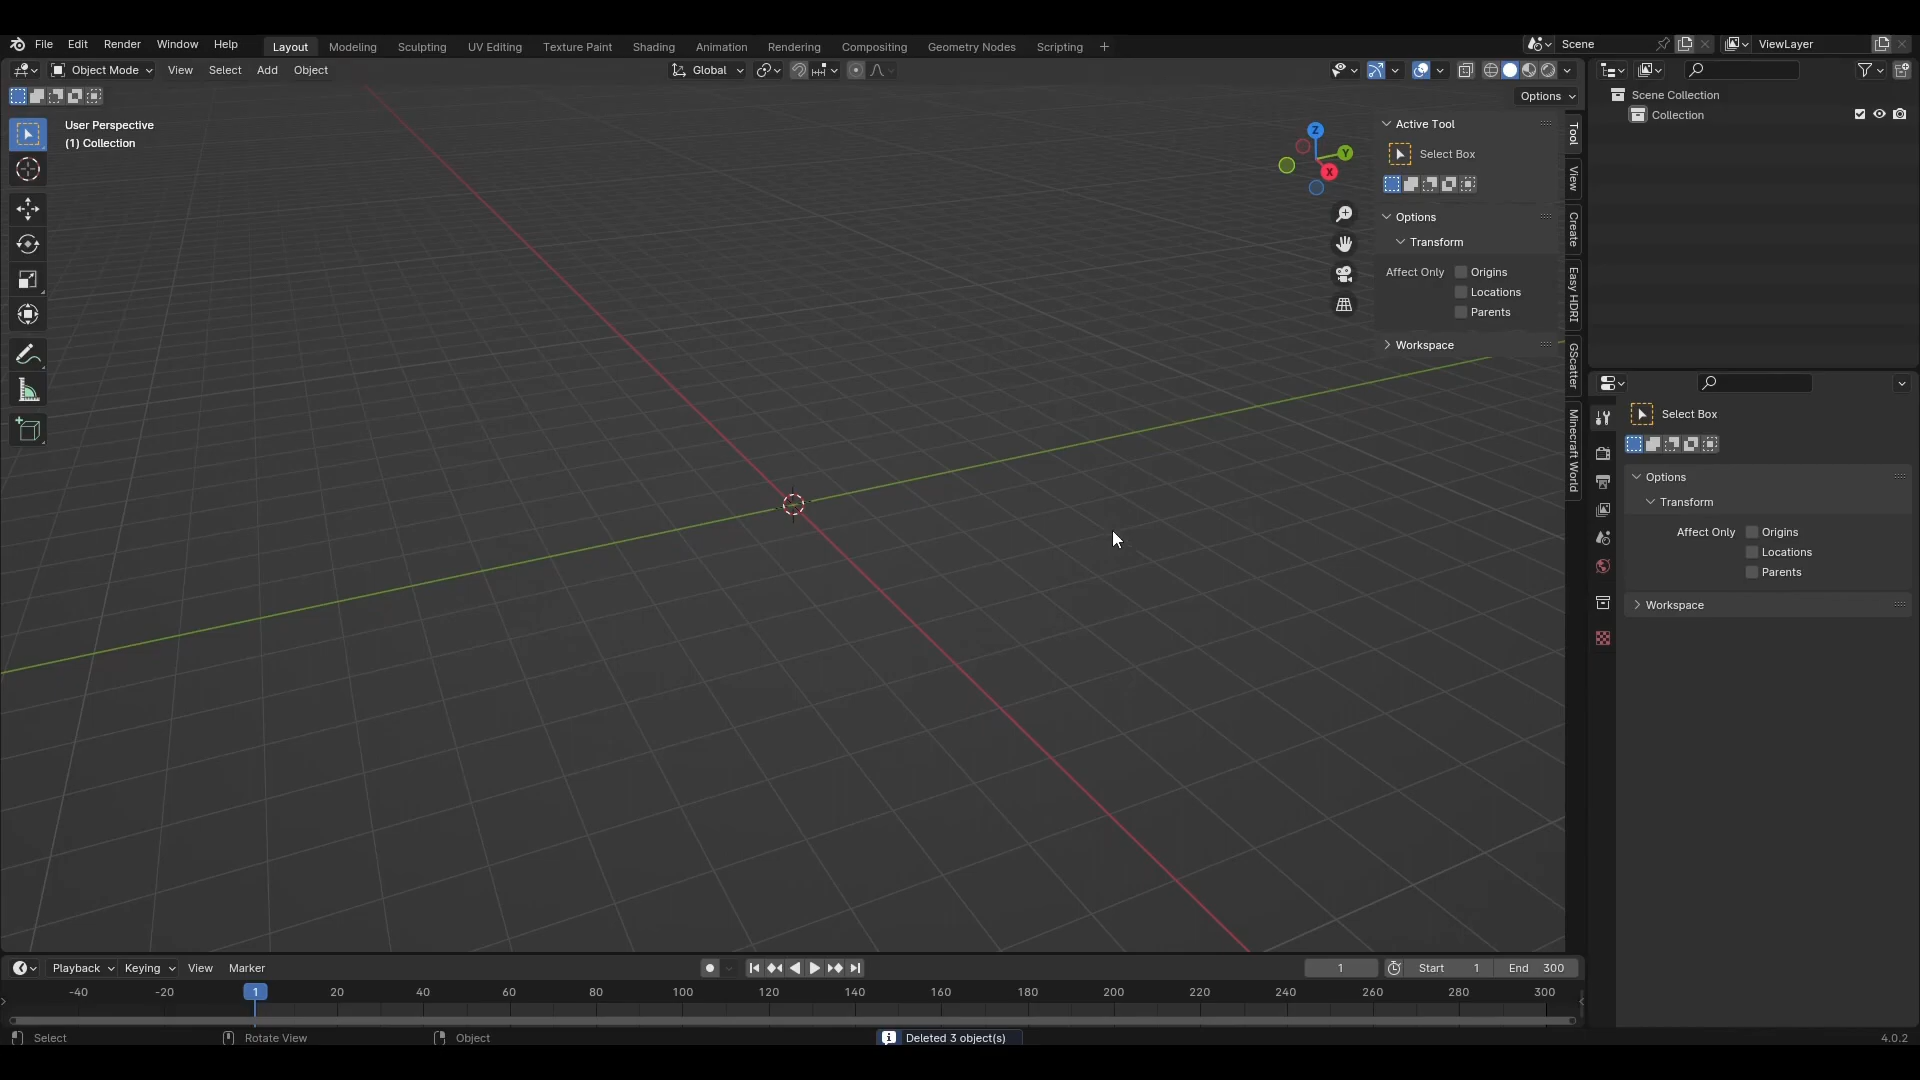 File Edit Render Window Help Layout Modeling Sculpting UV Editing Texture Paint Shading Animation Rendering Compositing Geometry Nodes Scripting + Scene ViewLayer
Object Mode View Select Add Object Global
Options
User Perspective
(1) Collection
Z
Y
X
Active Tool
Select Box
Options
Transform
Affect Only Origins
Locations
Parents
Workspace
Tool
View
Create
Easy HDRI
GScatter
Minecraft World
Scene Collection
Collection
Select Box
Options
Transform
Affect Only Origins
Locations
Parents
Workspace
Playback Keying View Marker 1 Start 1 End 300
-40 -20 1 20 40 60 80 100 120 140 160 180 200 220 240 260 280 300
Select Rotate View Object Deleted 3 object(s) 4.0.2